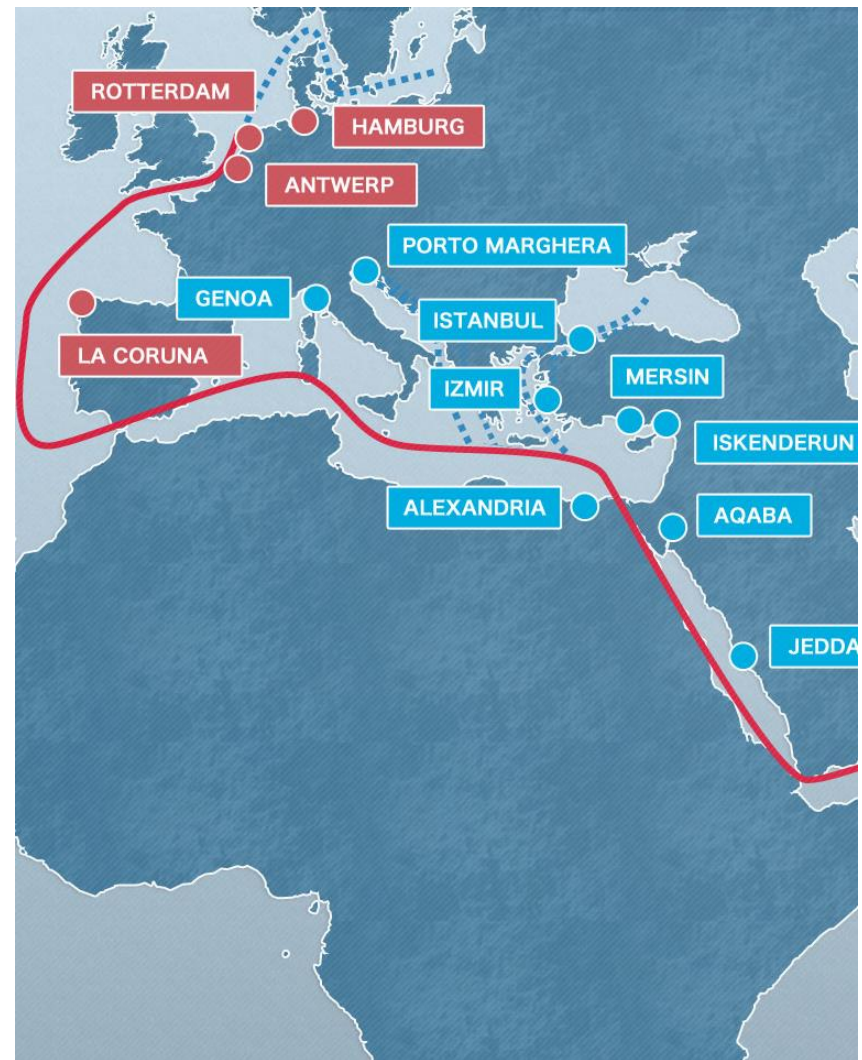 ROTTERDAM
HAMBURG
ANTWERP
PORTO MARGHERA
GENOA
ISTANBUL
LA CORUNA
IZMIR
MERSIN
ISKENDERUN
ALEXANDRIA
AQABA
JEDDA